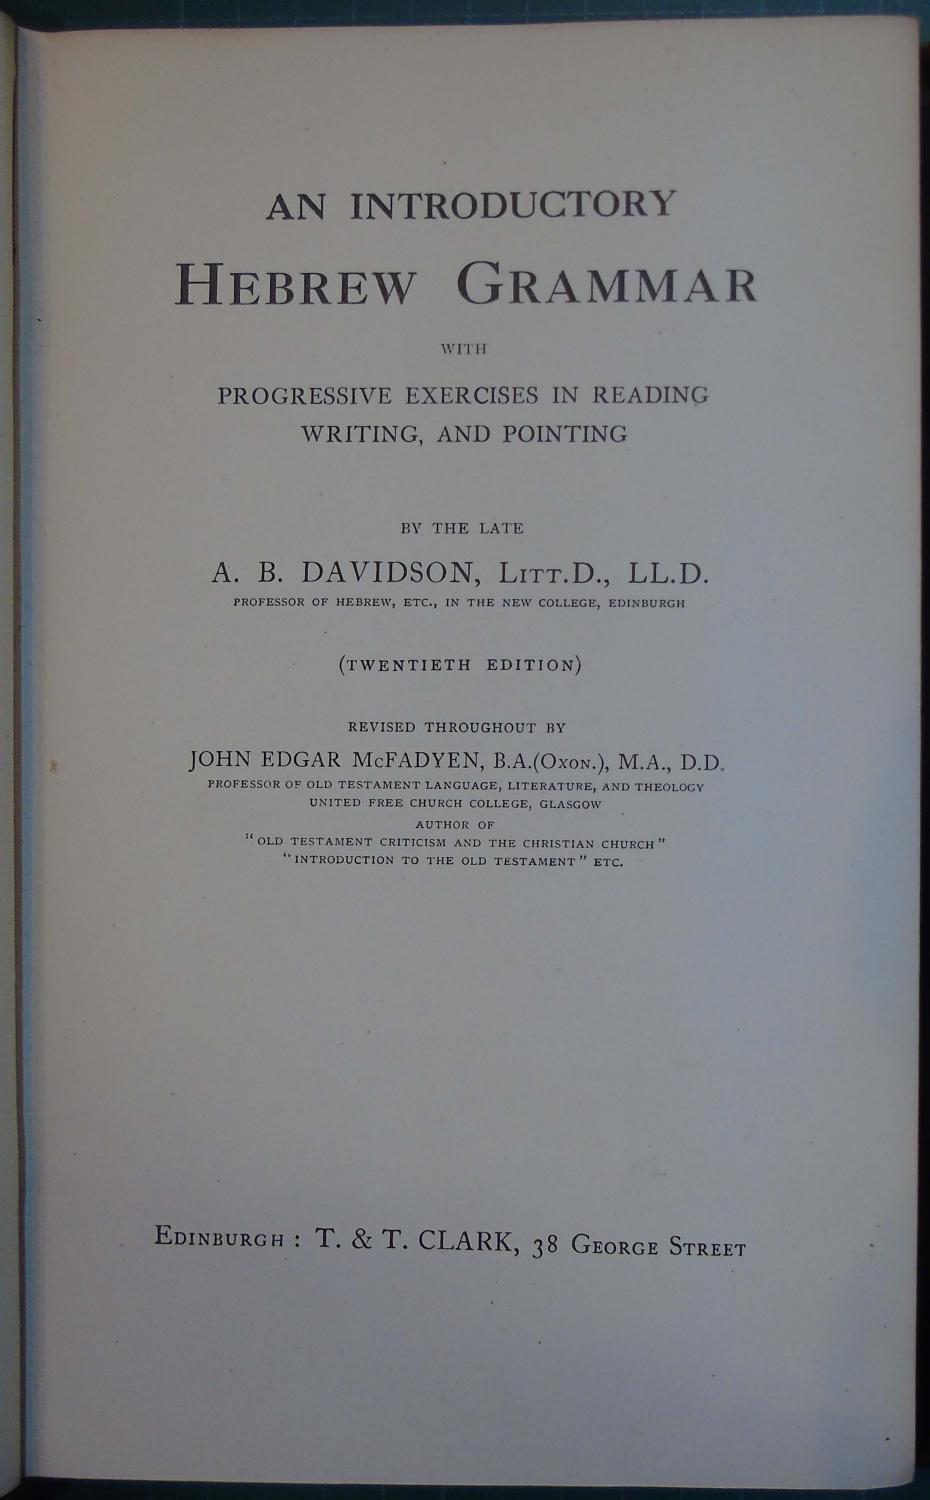 AN INTRODUCTORY
HEBREW GRAMMAR
WITH
PROGRESSIVE EXERCISES IN READING
WRITING, AND POINTING
BY THE LATE
A. B. DAVIDSON, LITT.D., LL.D.
PROFESSOR OF HEBREW, ETC., IN THE NEW COLLEGE, EDINBURGH
(TWENTIETH EDITION)
REVISED THROUGHOUT BY
JOHN EDGAR McFADYEN, B.A.(OXON.), M.A., D.D.
PROFESSOR OF OLD TESTAMENT LANGUAGE, LITERATURE, AND THEOLOGY
UNITED FREE CHURCH COLLEGE, GLASGOW
AUTHOR OF
"OLD TESTAMENT CRITICISM AND THE CHRISTIAN CHURCH"
"INTRODUCTION TO THE OLD TESTAMENT" ETC.
EDINBURGH: T. & T. CLARK, 38 GEORGE STREET